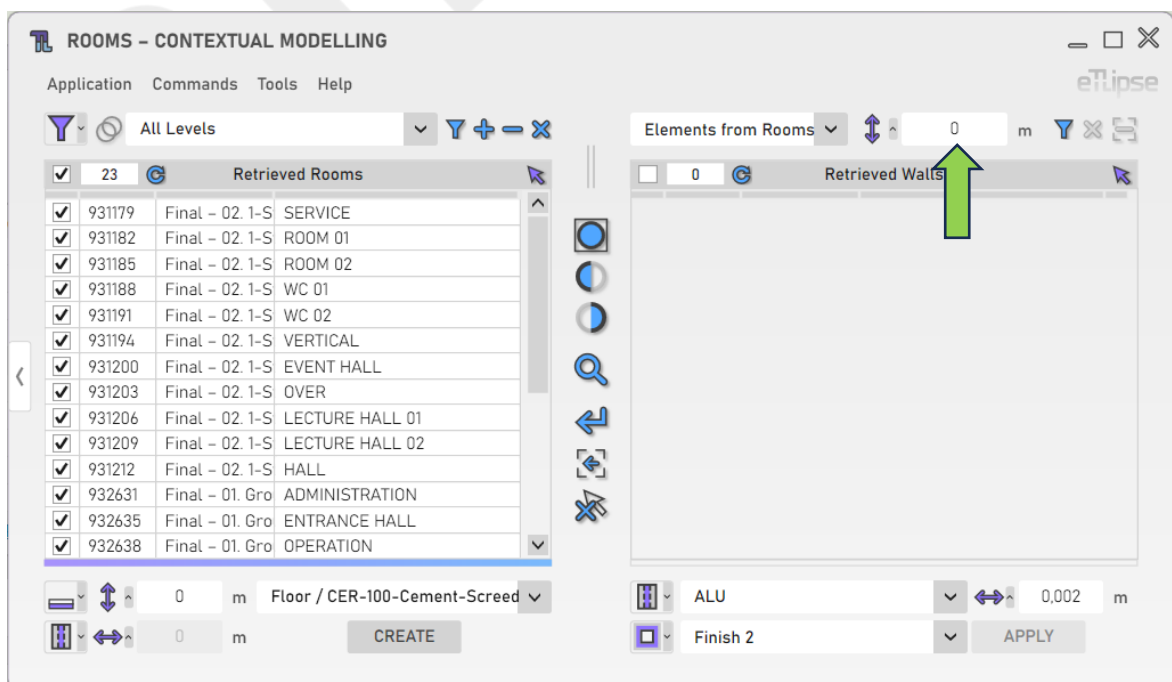 ROOMS – CONTEXTUAL MODELLING
Application Commands Tools Help
eTLipse
All Levels
Elements from Rooms 0 m
23 Retrieved Rooms
0 Retrieved Walls
931179 Final – 02. 1-S SERVICE
931182 Final – 02. 1-S ROOM 01
931185 Final – 02. 1-S ROOM 02
931188 Final – 02. 1-S WC 01
931191 Final – 02. 1-S WC 02
931194 Final – 02. 1-S VERTICAL
931200 Final – 02. 1-S EVENT HALL
931203 Final – 02. 1-S OVER
931206 Final – 02. 1-S LECTURE HALL 01
931209 Final – 02. 1-S LECTURE HALL 02
931212 Final – 02. 1-S HALL
932631 Final – 01. Gro ADMINISTRATION
932635 Final – 01. Gro ENTRANCE HALL
932638 Final – 01. Gro OPERATION
0 m Floor / CER-100-Cement-Screed
0 m CREATE
ALU 0,002 m
Finish 2 APPLY